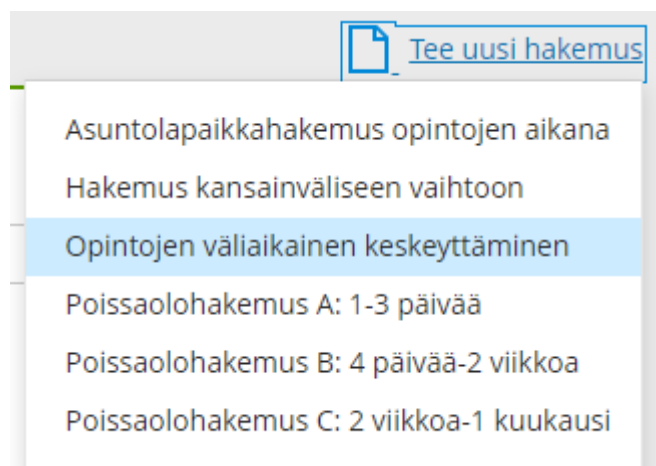 Tee uusi hakemus
Asuntolapaikkahakemus opintojen aikana
Hakemus kansainväliseen vaihtoon
Opintojen väliaikainen keskeyttäminen
Poissaolohakemus A: 1-3 päivää
Poissaolohakemus B: 4 päivää-2 viikkoa
Poissaolohakemus C: 2 viikkoa-1 kuukausi